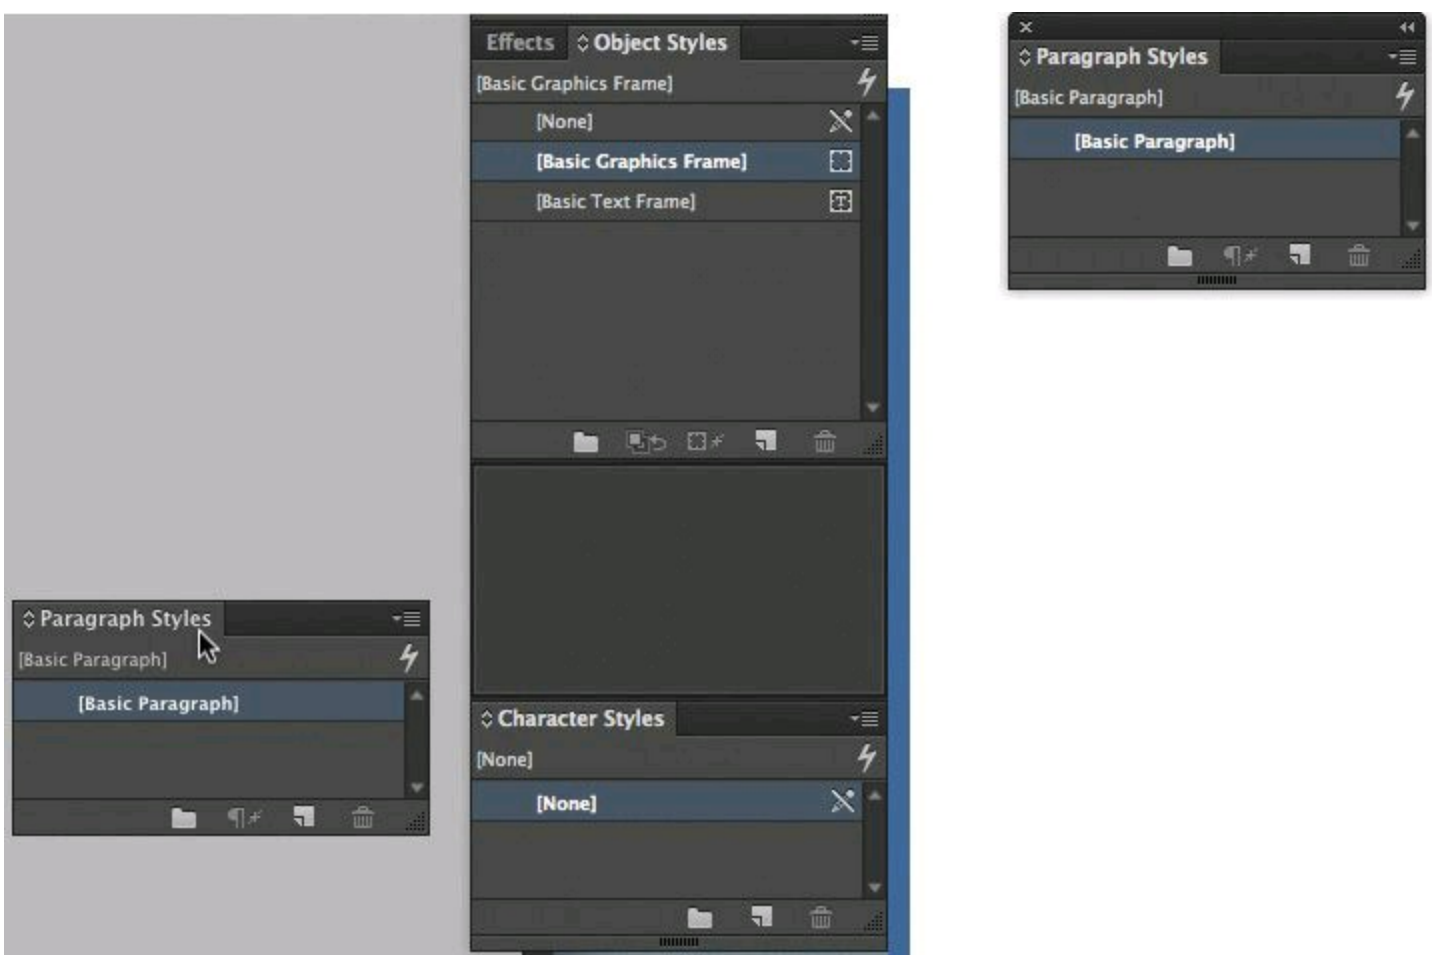 Effects
Object Styles
[Basic Graphics Frame]
[None]
[Basic Graphics Frame]
[Basic Text Frame]
Paragraph Styles
[Basic Paragraph]
[Basic Paragraph]
Character Styles
[None]
[None]
Paragraph Styles
[Basic Paragraph]
[Basic Paragraph]